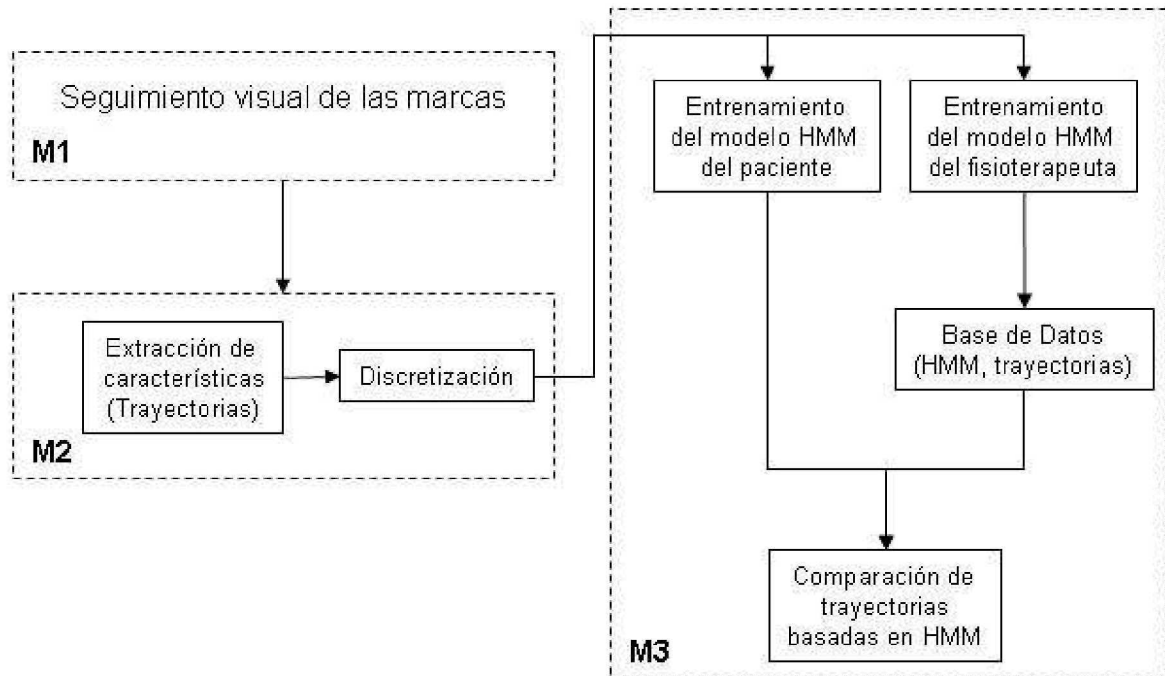 Seguimiento visual de las marcas
M1
Extracción de
características
(Trayectorias)
Discretización
M2
Entrenamiento
del modelo HMM
del paciente
Entrenamiento
del modelo HMM
del fisioterapeuta
Base de Datos
(HMM, trayectorias)
Comparación de
trayectorias
basadas en HMM
M3